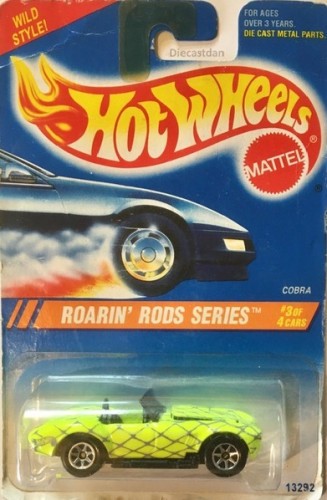 WILD
STYLE!
Diecastdan
FOR AGES
OVER 3 YEARS.
DIE CAST METAL PARTS.
HOT WHEELS
®
MATTEL
COBRA
ROARIN' RODS SERIES™
#3 OF
4 CARS
13292